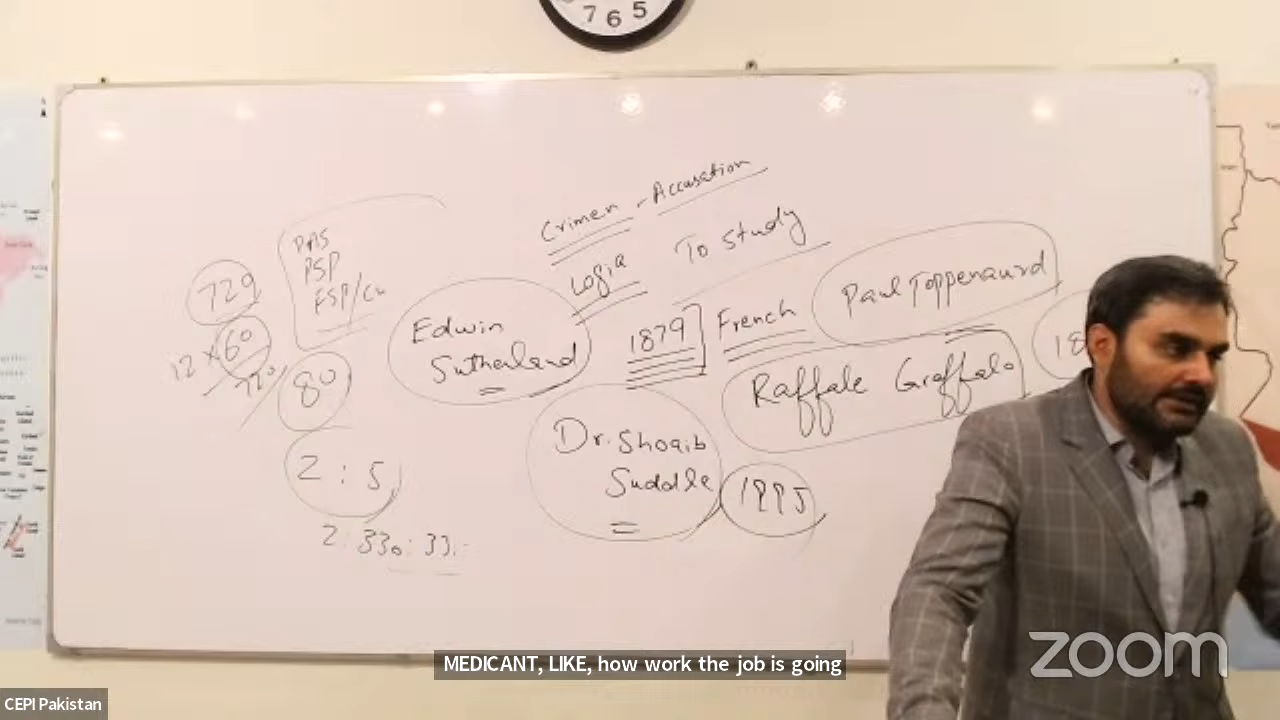 7 6 5
Crimen - Accusation
Logia To Study
PAS
PSP
FSP/Cu
729
12 × 60
720
80
2 : 5
Edwin
Sutherland
1879
French
Paul Toppenaurd
Raffale Graffalo
18
Dr. Shoaib
Suddle
1995
MEDICANT, LIKE, how work the job is going
zoom
CEPI Pakistan